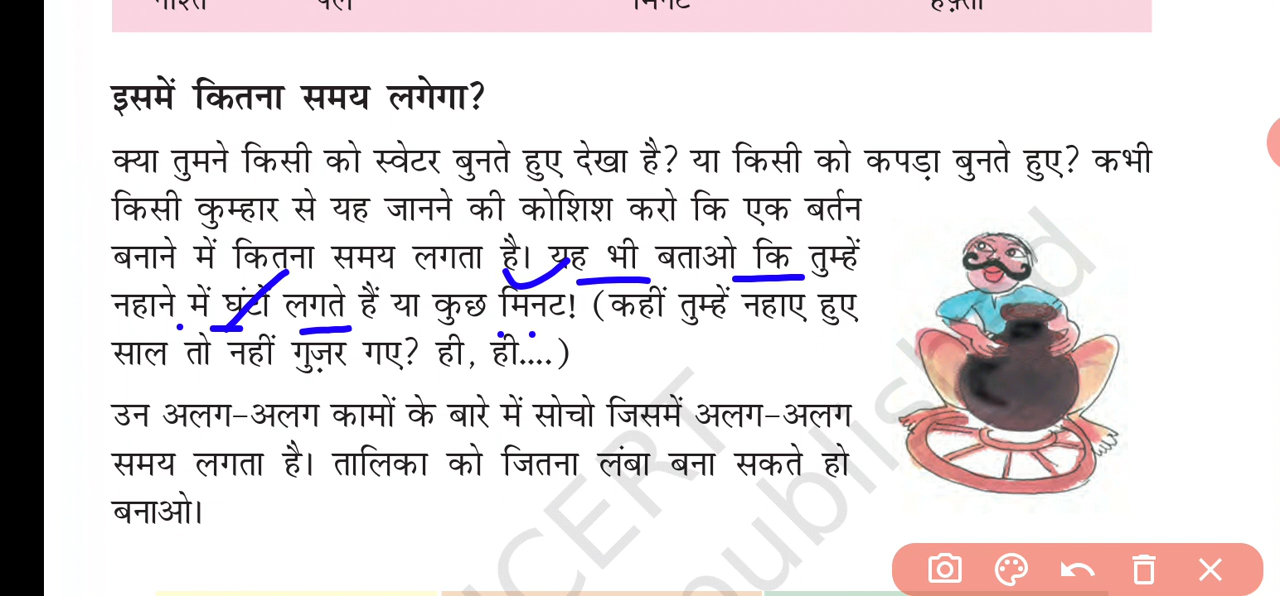 मिनट
इसमें कितना समय लगेगा?
क्या तुमने किसी को स्वेटर बुनते हुए देखा है? या किसी को कपड़ा बुनते हुए? कभी
किसी कुम्हार से यह जानने की कोशिश करो कि एक बर्तन
बनाने में कितना समय लगता है। यह भी बताओ कि तुम्हें
नहाने में घंटों लगते हैं या कुछ मिनट! (कहीं तुम्हें नहाए हुए
साल तो नहीं गुज़र गए? ही, ही....)
उन अलग-अलग कामों के बारे में सोचो जिसमें अलग-अलग
समय लगता है। तालिका को जितना लंबा बना सकते हो
बनाओ।